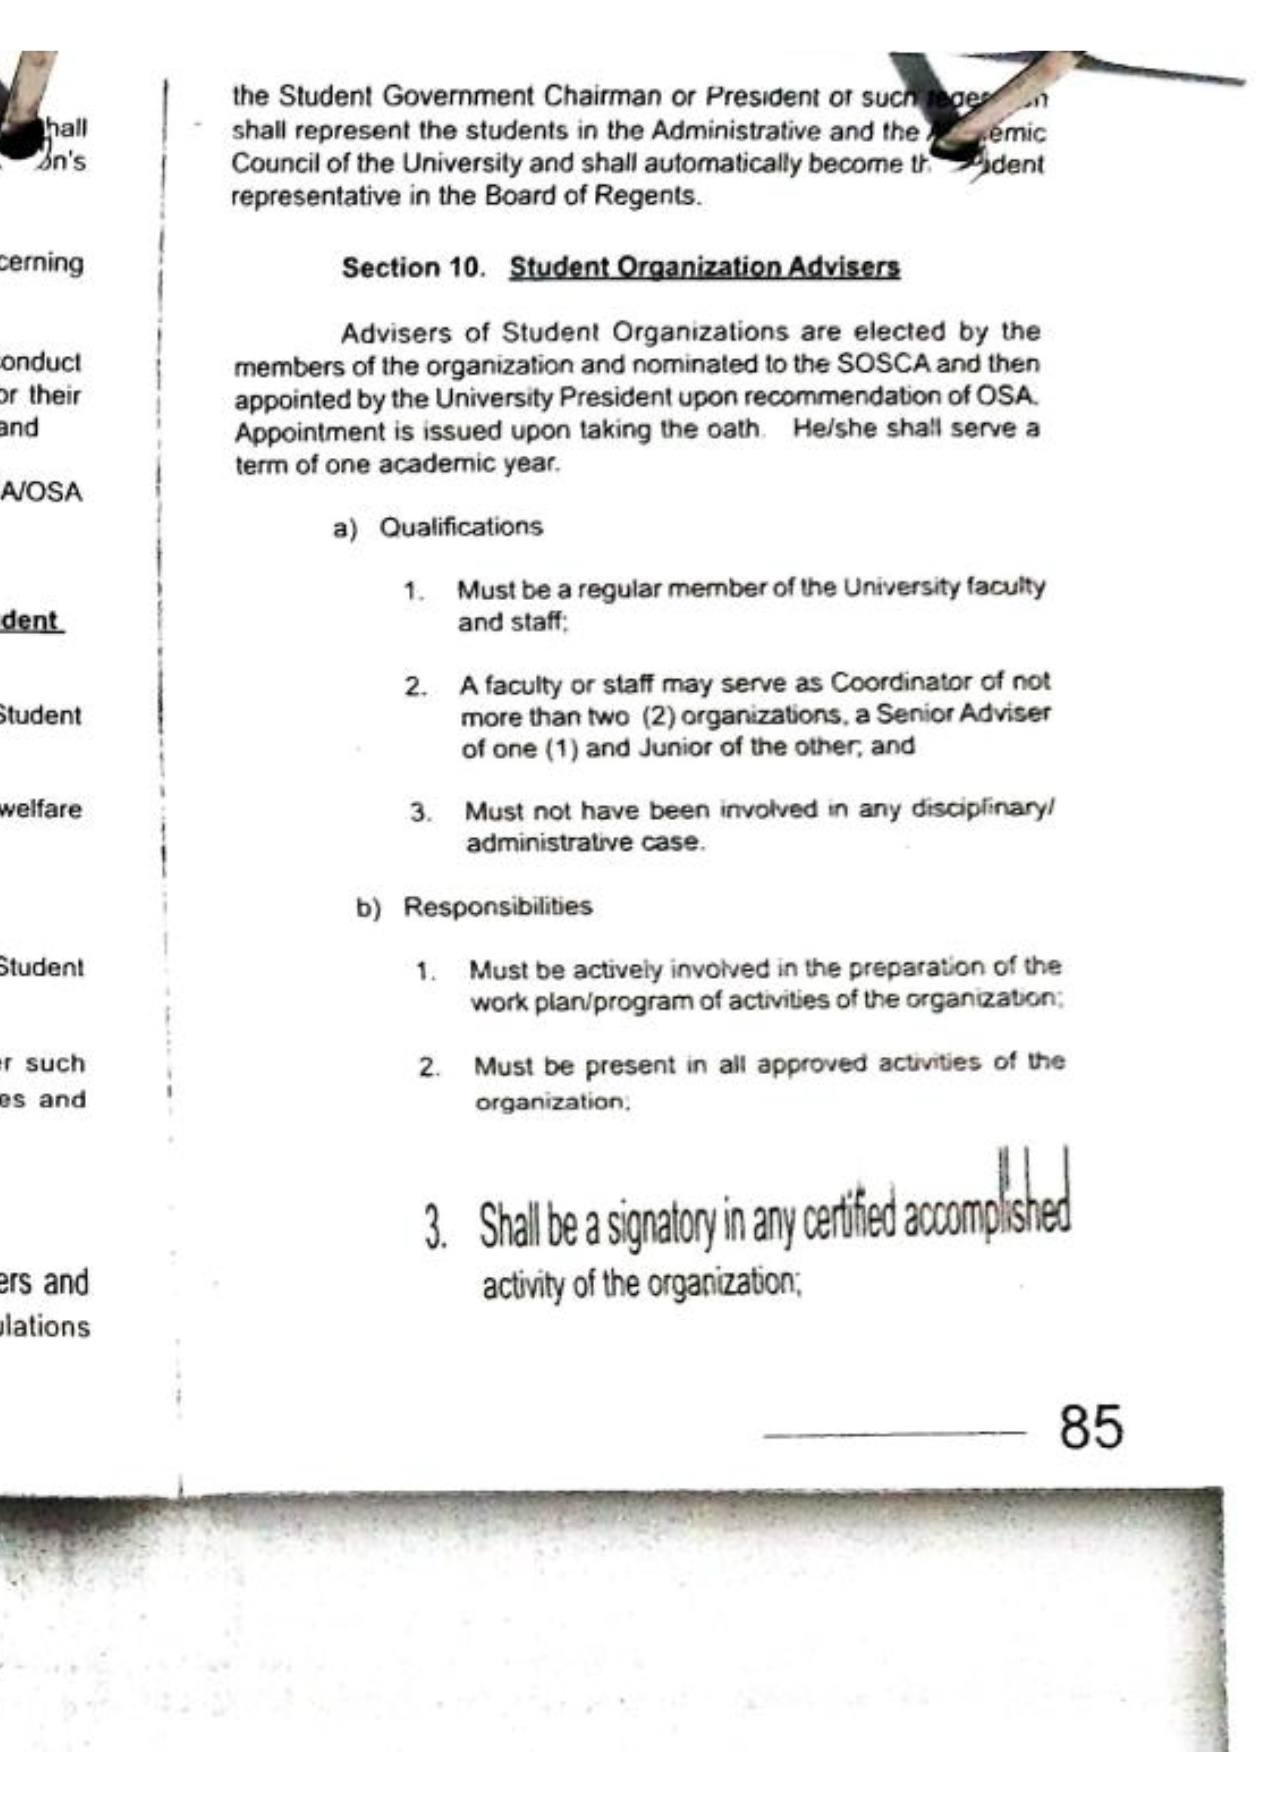 hall
on's
cerning
onduct
or their
and
A/OSA
dent
Student
welfare
Student
er such
es and
ers and
ulations
the Student Government Chairman or President of such
shall represent the students in the Administrative and the
Council of the University and shall automatically become
representative in the Board of Regents.
Section 10. Student Organization Advisers
Advisers of Student Organizations are elected by the
members of the organization and nominated to the SOSCA and then
appointed by the University President upon recommendation of OSA.
Appointment is issued upon taking the oath. He/she shall serve a
term of one academic year.
a) Qualifications
1. Must be a regular member of the University faculty
and staff;
2. A faculty or staff may serve as Coordinator of not
more than two (2) organizations, a Senior Adviser
of one (1) and Junior of the other; and
3. Must not have been involved in any disciplinary/
administrative case.
b) Responsibilities
1. Must be actively involved in the preparation of the
work plan/program of activities of the organization;
2. Must be present in all approved activities of the
organization;
3. Shall be a signatory in any certified accomplished
activity of the organization;
85